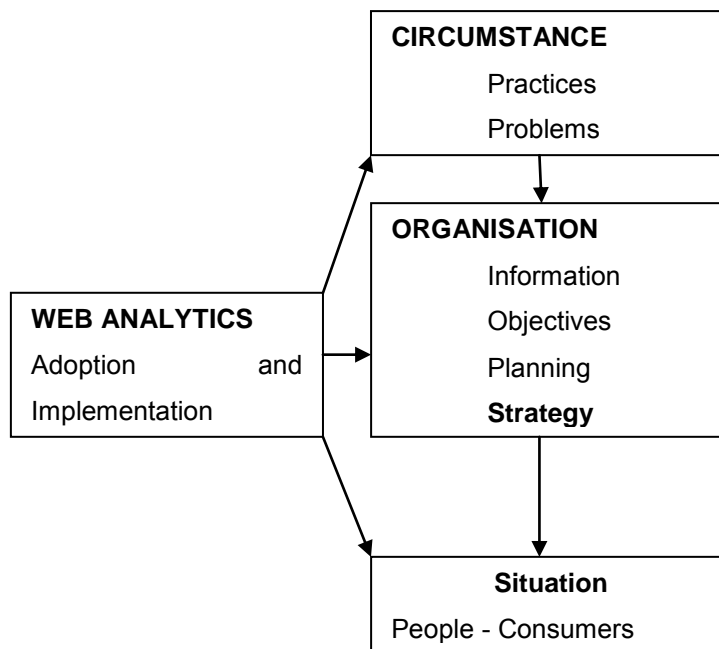 CIRCUMSTANCE
Practices
Problems
ORGANISATION
Information
Objectives
Planning
Strategy
WEB ANALYTICS
Adoption and
Implementation
Situation
People - Consumers